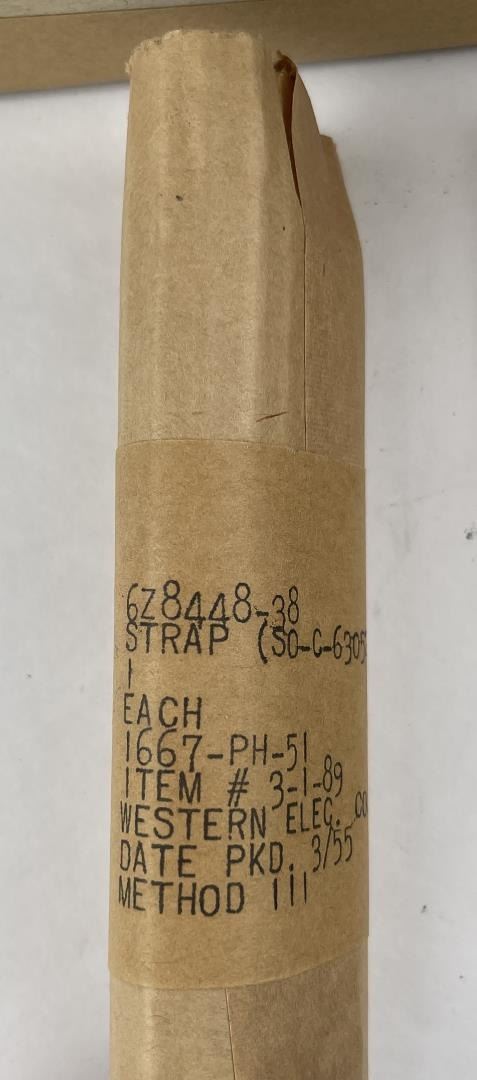 6Z8448-38
STRAP (SO-C-6305
1
EACH
1667-PH-51
ITEM # 3-1-89
WESTERN ELEC. CO
DATE PKD. 3/55
METHOD III